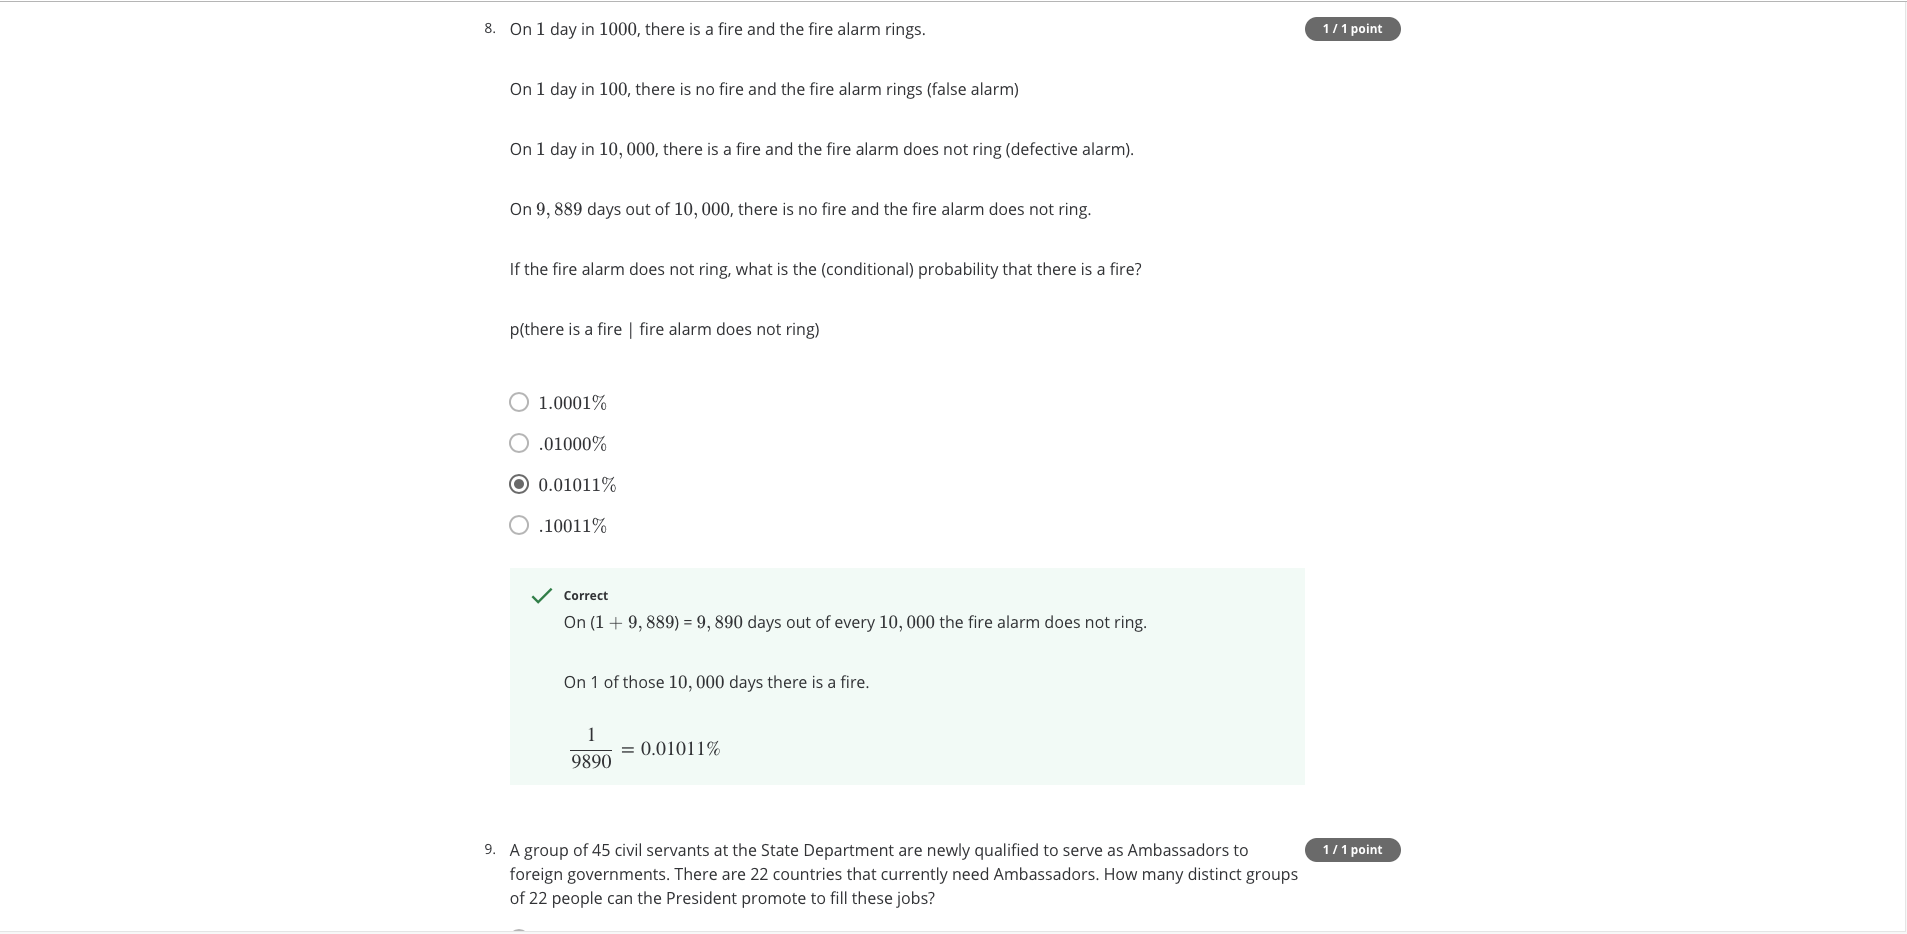 8. On 1 day in 1000, there is a fire and the fire alarm rings.
1 / 1 point
On 1 day in 100, there is no fire and the fire alarm rings (false alarm)
On 1 day in 10, 000, there is a fire and the fire alarm does not ring (defective alarm).
On 9, 889 days out of 10, 000, there is no fire and the fire alarm does not ring.
If the fire alarm does not ring, what is the (conditional) probability that there is a fire?
p(there is a fire | fire alarm does not ring)
1.0001%
.01000%
0.01011%
.10011%
Correct
On (1 + 9, 889) = 9, 890 days out of every 10, 000 the fire alarm does not ring.
On 1 of those 10, 000 days there is a fire.
1
9890
= 0.01011%
9. A group of 45 civil servants at the State Department are newly qualified to serve as Ambassadors to
1 / 1 point
foreign governments. There are 22 countries that currently need Ambassadors. How many distinct groups
of 22 people can the President promote to fill these jobs?